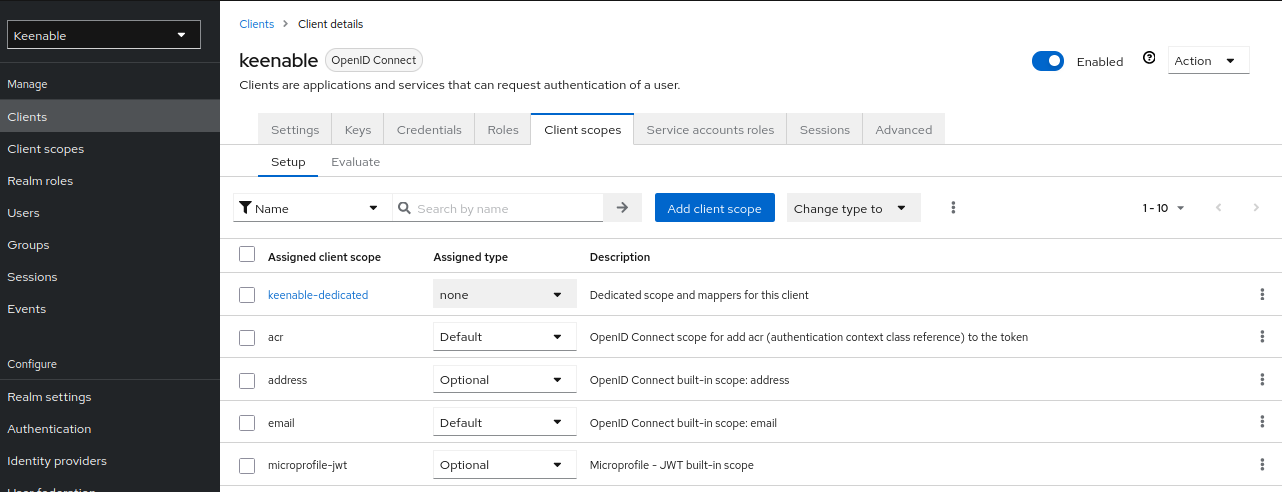 Keenable
Manage
Clients
Client scopes
Realm roles
Users
Groups
Sessions
Events
Configure
Realm settings
Authentication
Identity providers
User federation
Clients > Client details
keenable OpenID Connect
Enabled
Action
Clients are applications and services that can request authentication of a user.
Settings Keys Credentials Roles Client scopes Service accounts roles Sessions Advanced
Setup Evaluate
Name Search by name Add client scope Change type to 1 - 10
Assigned client scope Assigned type Description
keenable-dedicated none Dedicated scope and mappers for this client
acr Default OpenID Connect scope for add acr (authentication context class reference) to the token
address Optional OpenID Connect built-in scope: address
email Default OpenID Connect built-in scope: email
microprofile-jwt Optional Microprofile - JWT built-in scope